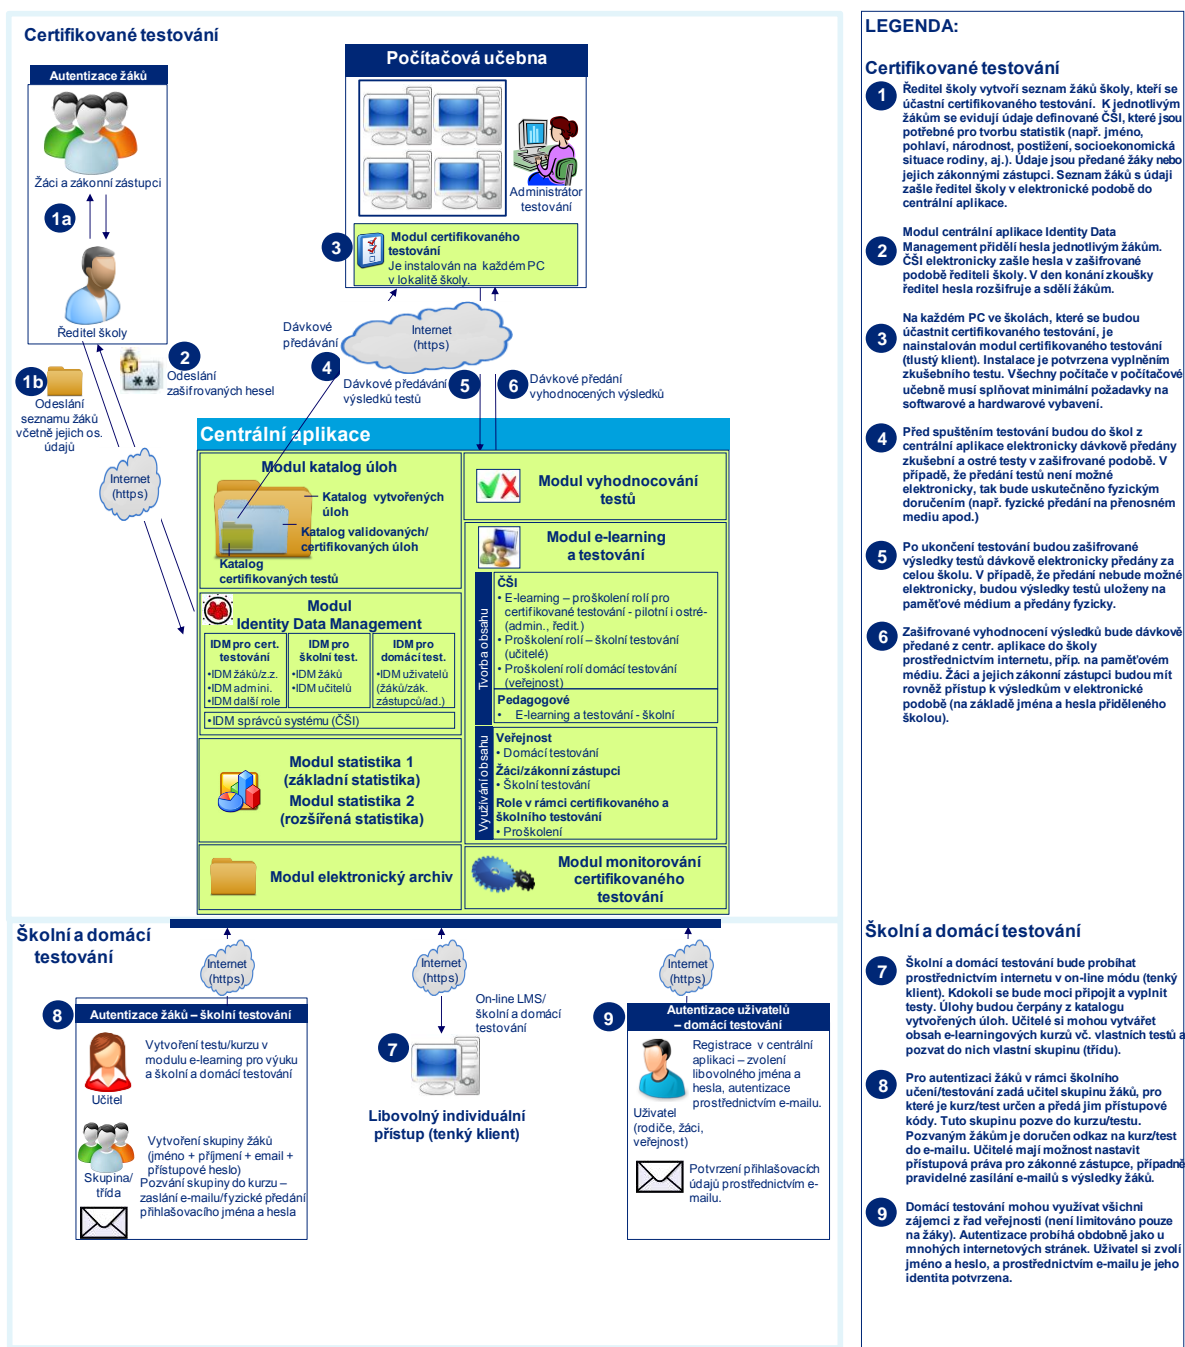 Certifikované testování
Autentizace žáků
Žáci a zákonní zástupci
1a
Ředitel školy
1b
Odeslání
seznamu žáků
včetně jejich os.
údajů
2
Odeslání
zašifrovaných hesel
Internet
(https)
Počítačová učebna
Administrátor
testování
3
Modul certifikovaného
testování
Je instalován na každém PC
v lokalitě školy.
Internet
(https)
Dávkové
předávání
4
Dávkové předávání
výsledků testů
5
6
Dávkové předání
vyhodnocených výsledků
Centrální aplikace
Modul katalog úloh
Katalog vytvořených
úloh
Katalog validovaných/
certifikovaných úloh
Katalog
certifikovaných testů
Modul
Identity Data Management
IDM pro cert.
testování
•IDM žáků/z.z.
•IDM admini.
•IDM další role
IDM pro
školní test.
•IDM žáků
•IDM učitelů
IDM pro
domácí test.
•IDM uživatelů
(žáků/zák.
zástupců/ad.)
•IDM správců systému (ČŠI)
Modul statistika 1
(základní statistika)
Modul statistika 2
(rozšířená statistika)
Modul elektronický archiv
Modul vyhodnocování
testů
Modul e-learning
a testování
Tvorba obsahu
ČŠI
• E-learning – proškolení rolí pro
certifikované testování - pilotní i ostré-
(admin., ředit.)
• Proškolení rolí – školní testování
(učitelé)
• Proškolení rolí domácí testování
(veřejnost)
Pedagogové
• E-learning a testování - školní
Využívání obsahu
Veřejnost
• Domácí testování
Žáci/zákonní zástupci
• Školní testování
Role v rámci certifikovaného a
školního testování
• Proškolení
Modul monitorování
certifikovaného
testování
Školní a domácí
testování
Internet
(https)
Internet
(https)
Internet
(https)
8
Autentizace žáků – školní testování
Vytvoření testu/kurzu v
modulu e-learning pro výuku
a školní a domácí testování
Učitel
Vytvoření skupiny žáků
(jméno + příjmení + email +
přístupové heslo)
Skupina/
třída
Pozvání skupiny do kurzu –
zaslání e-mailu/fyzické předání
přihlašovacího jména a hesla
On-line LMS/
školní a domácí
testování
7
Libovolný individuální
přístup (tenký klient)
9
Autentizace uživatelů
– domácí testování
Registrace v centrální
aplikaci – zvolení
libovolného jména a
hesla, autentizace
prostřednictvím e-mailu.
Uživatel
(rodiče, žáci,
veřejnost)
Potvrzení přihlašovacích
údajů prostřednictvím e-
mailu.
LEGENDA:
Certifikované testování
1
Ředitel školy vytvoří seznam žáků školy, kteří se
účastní certifikovaného testování. K jednotlivým
žákům se evidují údaje definované ČŠI, které jsou
potřebné pro tvorbu statistik (např. jméno,
pohlaví, národnost, postižení, socioekonomická
situace rodiny, aj.). Údaje jsou předané žáky nebo
jejich zákonnými zástupci. Seznam žáků s údaji
zašle ředitel školy v elektronické podobě do
centrální aplikace.
2
Modul centrální aplikace Identity Data
Management přidělí hesla jednotlivým žákům.
ČŠI elektronicky zašle hesla v zašifrované
podobě řediteli školy. V den konání zkoušky
ředitel hesla rozšifruje a sdělí žákům.
3
Na každém PC ve školách, které se budou
účastnit certifikovaného testování, je
nainstalován modul certifikovaného testování
(tlustý klient). Instalace je potvrzena vyplněním
zkušebního testu. Všechny počítače v počítačové
učebně musí splňovat minimální požadavky na
softwarové a hardwarové vybavení.
4
Před spuštěním testování budou do škol z
centrální aplikace elektronicky dávkově předány
zkušební a ostré testy v zašifrované podobě. V
případě, že předání testů není možné
elektronicky, tak bude uskutečněno fyzickým
doručením (např. fyzické předání na přenosném
mediu apod.)
5
Po ukončení testování budou zašifrované
výsledky testů dávkově elektronicky předány za
celou školu. V případě, že předání nebude možné
elektronicky, budou výsledky testů uloženy na
paměťové médium a předány fyzicky.
6
Zašifrované vyhodnocení výsledků bude dávkově
předané z centr. aplikace do školy
prostřednictvím internetu, příp. na paměťovém
médiu. Žáci a jejich zákonní zástupci budou mít
rovněž přístup k výsledkům v elektronické
podobě (na základě jména a hesla přiděleného
školou).
Školní a domácí testování
7
Školní a domácí testování bude probíhat
prostřednictvím internetu v on-line módu (tenký
klient). Kdokoli se bude moci připojit a vyplnit
testy. Úlohy budou čerpány z katalogu
vytvořených úloh. Učitelé si mohou vytvářet
obsah e-learningových kurzů vč. vlastních testů a
pozvat do nich vlastní skupinu (třídu).
8
Pro autentizaci žáků v rámci školního
učení/testování zadá učitel skupinu žáků, pro
které je kurz/test určen a předá jim přístupové
kódy. Tuto skupinu pozve do kurzu/testu.
Pozvaným žákům je doručen odkaz na kurz/test
do e-mailu. Učitelé mají možnost nastavit
přístupová práva pro zákonné zástupce, případně
pravidelné zasílání e-mailů s výsledky žáků.
9
Domácí testování mohou využívat všichni
zájemci z řad veřejnosti (není limitováno pouze
na žáky). Autentizace probíhá obdobně jako u
mnohých internetových stránek. Uživatel si zvolí
jméno a heslo, a prostřednictvím e-mailu je jeho
identita potvrzena.